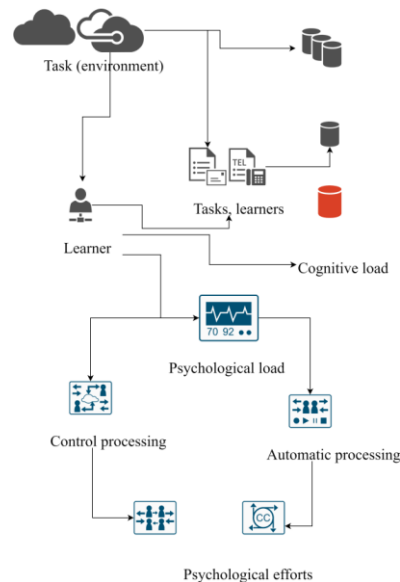 Task (environment)
TEL
Tasks, learners
Learner
Cognitive load
70 92
Psychological load
Control processing
Automatic processing
CC
Psychological efforts